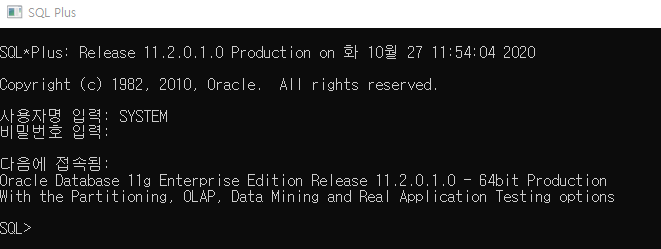 SQL Plus
SQL*Plus: Release 11.2.0.1.0 Production on 화 10월 27 11:54:04 2020
Copyright (c) 1982, 2010, Oracle.  All rights reserved.
사용자명 입력: SYSTEM
비밀번호 입력:
다음에 접속됨:
Oracle Database 11g Enterprise Edition Release 11.2.0.1.0 - 64bit Production
With the Partitioning, OLAP, Data Mining and Real Application Testing options
SQL>